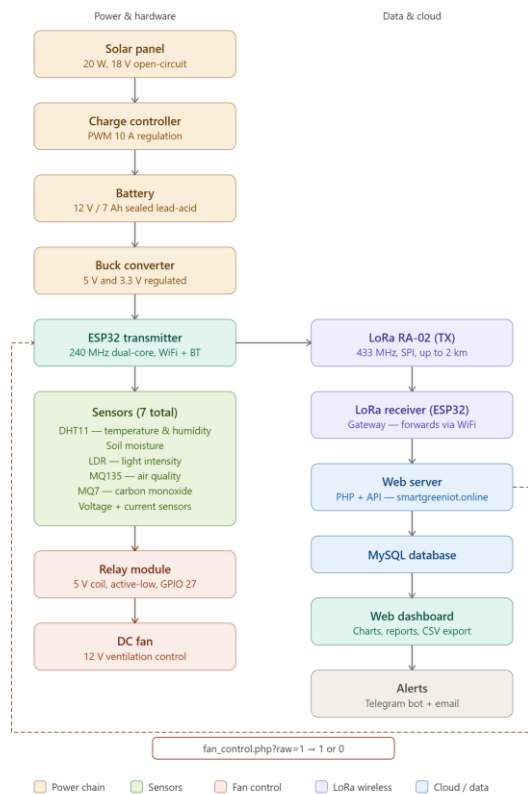 Power & hardware
Data & cloud
Solar panel
20 W, 18 V open-circuit
Charge controller
PWM 10 A regulation
Battery
12 V / 7 Ah sealed lead-acid
Buck converter
5 V and 3.3 V regulated
ESP32 transmitter
240 MHz dual-core, WiFi + BT
Sensors (7 total)
DHT11 — temperature & humidity
Soil moisture
LDR — light intensity
MQ135 — air quality
MQ7 — carbon monoxide
Voltage + current sensors
Relay module
5 V coil, active-low, GPIO 27
DC fan
12 V ventilation control
LoRa RA-02 (TX)
433 MHz, SPI, up to 2 km
LoRa receiver (ESP32)
Gateway — forwards via WiFi
Web server
PHP + API — smartgreeniot.online
MySQL database
Web dashboard
Charts, reports, CSV export
Alerts
Telegram bot + email
fan_control.php?raw=1 → 1 or 0
Power chain
Sensors
Fan control
LoRa wireless
Cloud / data